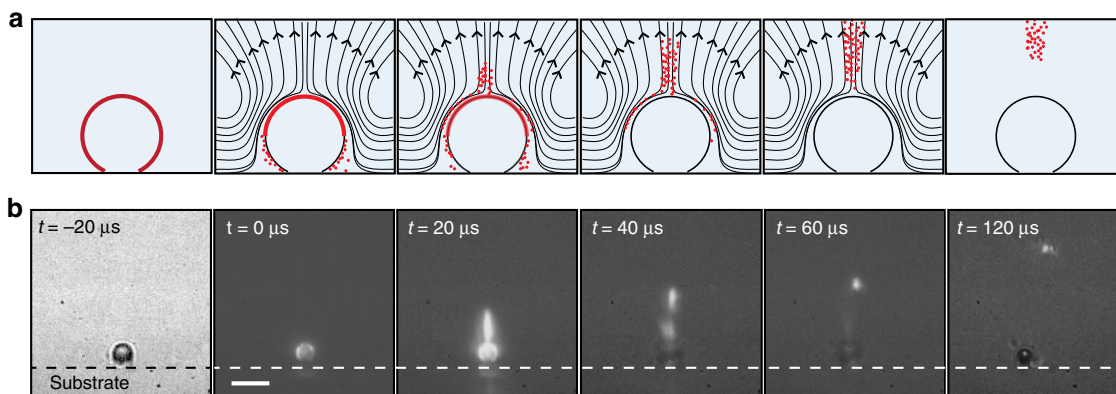 a
b
t = –20 μs
t = 0 μs
t = 20 μs
t = 40 μs
t = 60 μs
t = 120 μs
Substrate